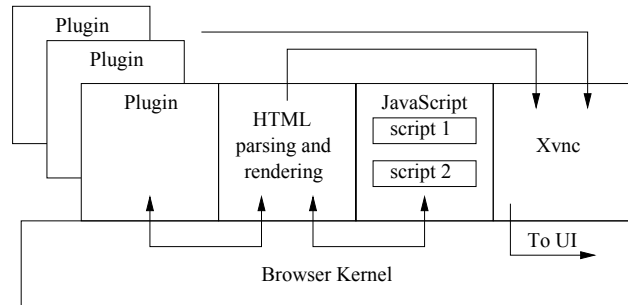 Plugin
Plugin
Plugin
HTML
parsing and
rendering
JavaScript
script 1
script 2
Xvnc
To UI
Browser Kernel